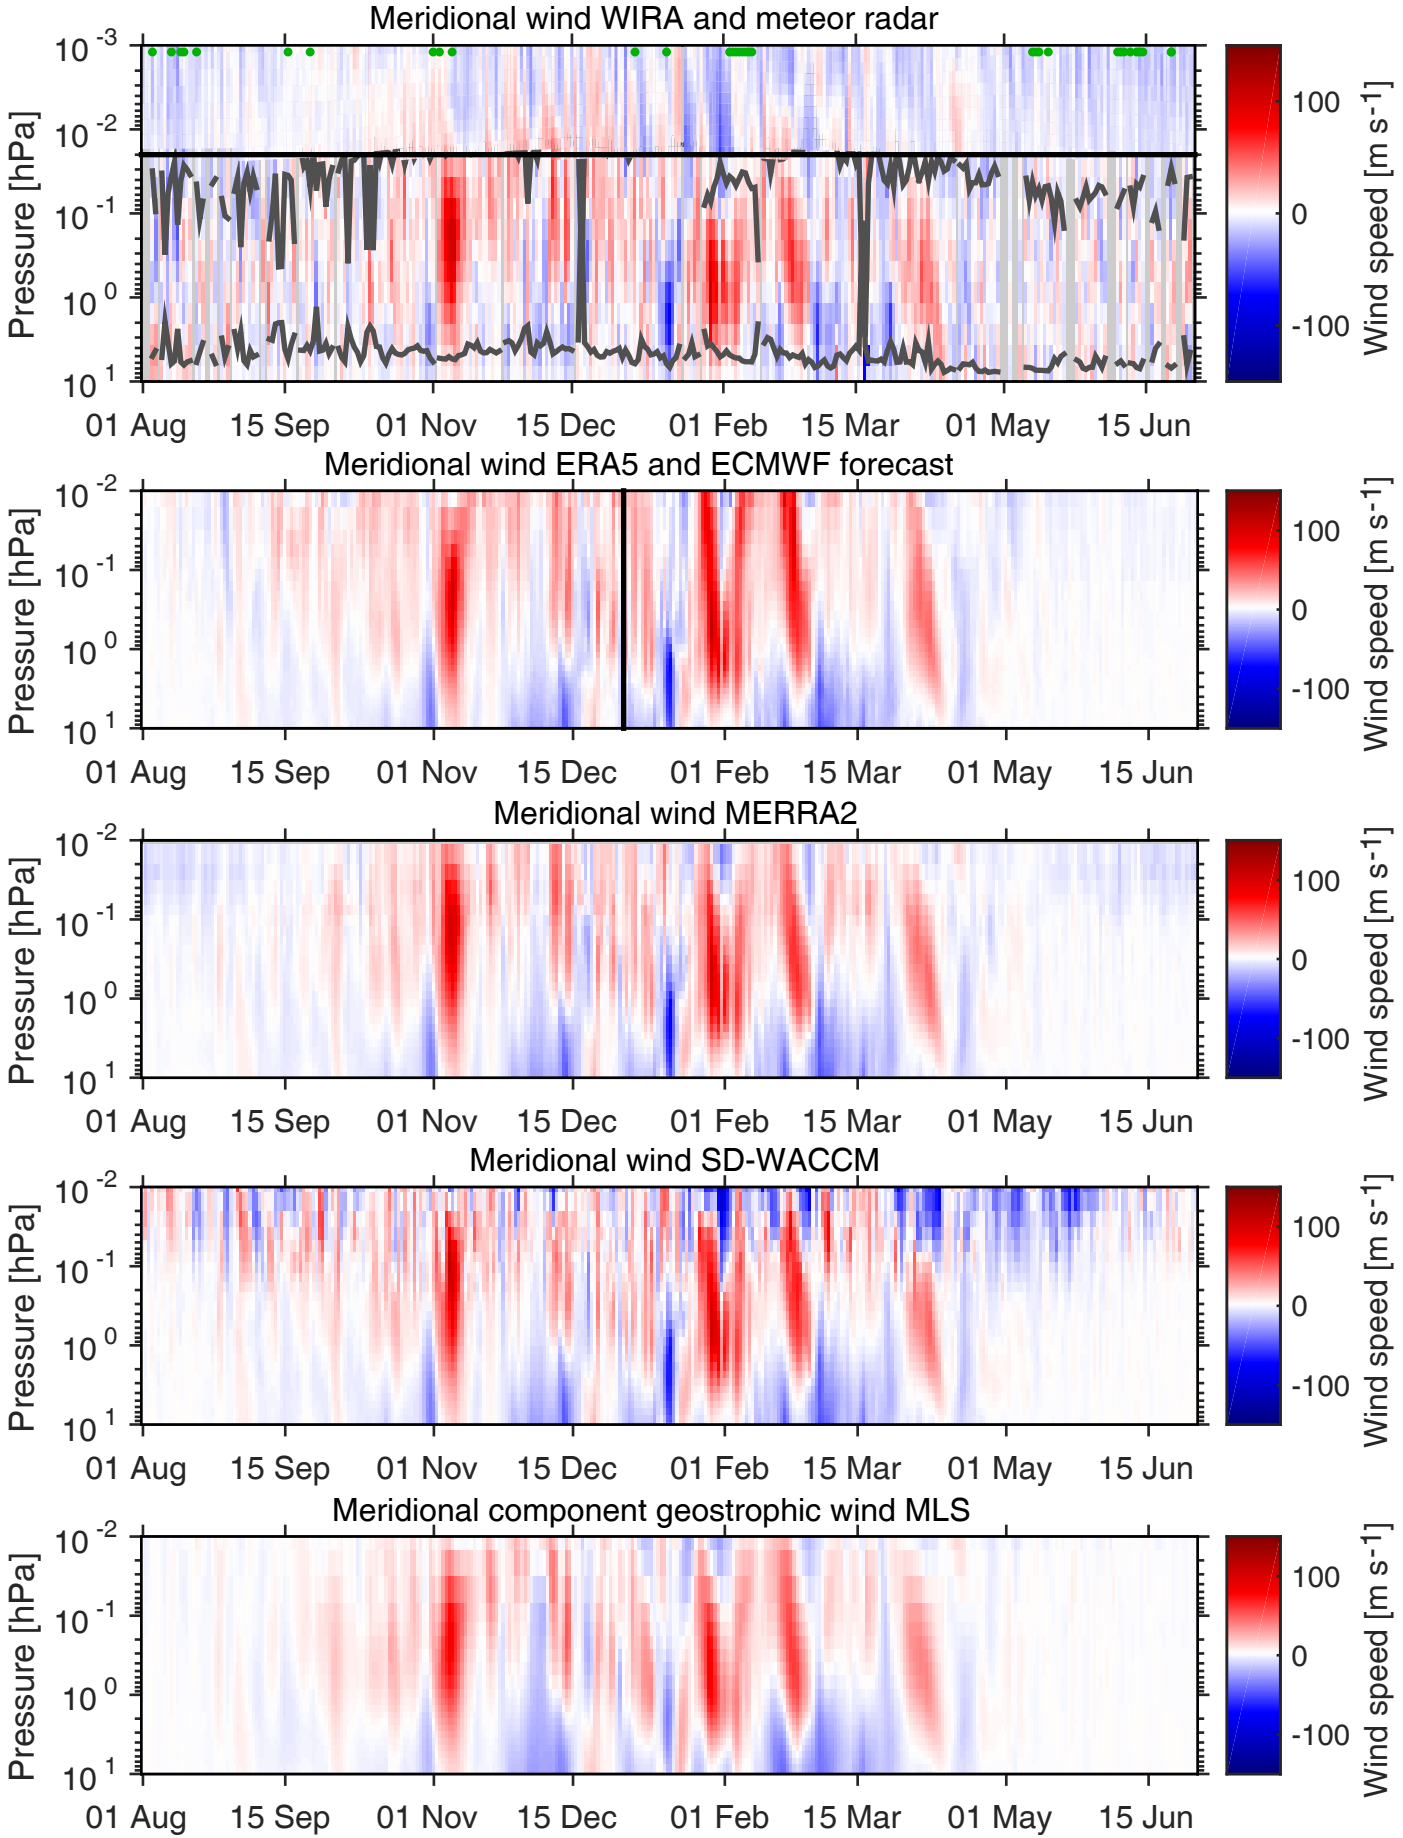 Meridional wind WIRA and meteor radar
Pressure [hPa]
10 -3
10 -2
10 -1
10 0
10 1
01 Aug 15 Sep 01 Nov 15 Dec 01 Feb 15 Mar 01 May 15 Jun
100
0
-100
Wind speed [m s-1]
Meridional wind ERA5 and ECMWF forecast
Pressure [hPa]
10 -2
10 -1
10 0
10 1
01 Aug 15 Sep 01 Nov 15 Dec 01 Feb 15 Mar 01 May 15 Jun
100
0
-100
Wind speed [m s-1]
Meridional wind MERRA2
Pressure [hPa]
10 -2
10 -1
10 0
10 1
01 Aug 15 Sep 01 Nov 15 Dec 01 Feb 15 Mar 01 May 15 Jun
100
0
-100
Wind speed [m s-1]
Meridional wind SD-WACCM
Pressure [hPa]
10 -2
10 -1
10 0
10 1
01 Aug 15 Sep 01 Nov 15 Dec 01 Feb 15 Mar 01 May 15 Jun
100
0
-100
Wind speed [m s-1]
Meridional component geostrophic wind MLS
Pressure [hPa]
10 -2
10 -1
10 0
10 1
01 Aug 15 Sep 01 Nov 15 Dec 01 Feb 15 Mar 01 May 15 Jun
100
0
-100
Wind speed [m s-1]